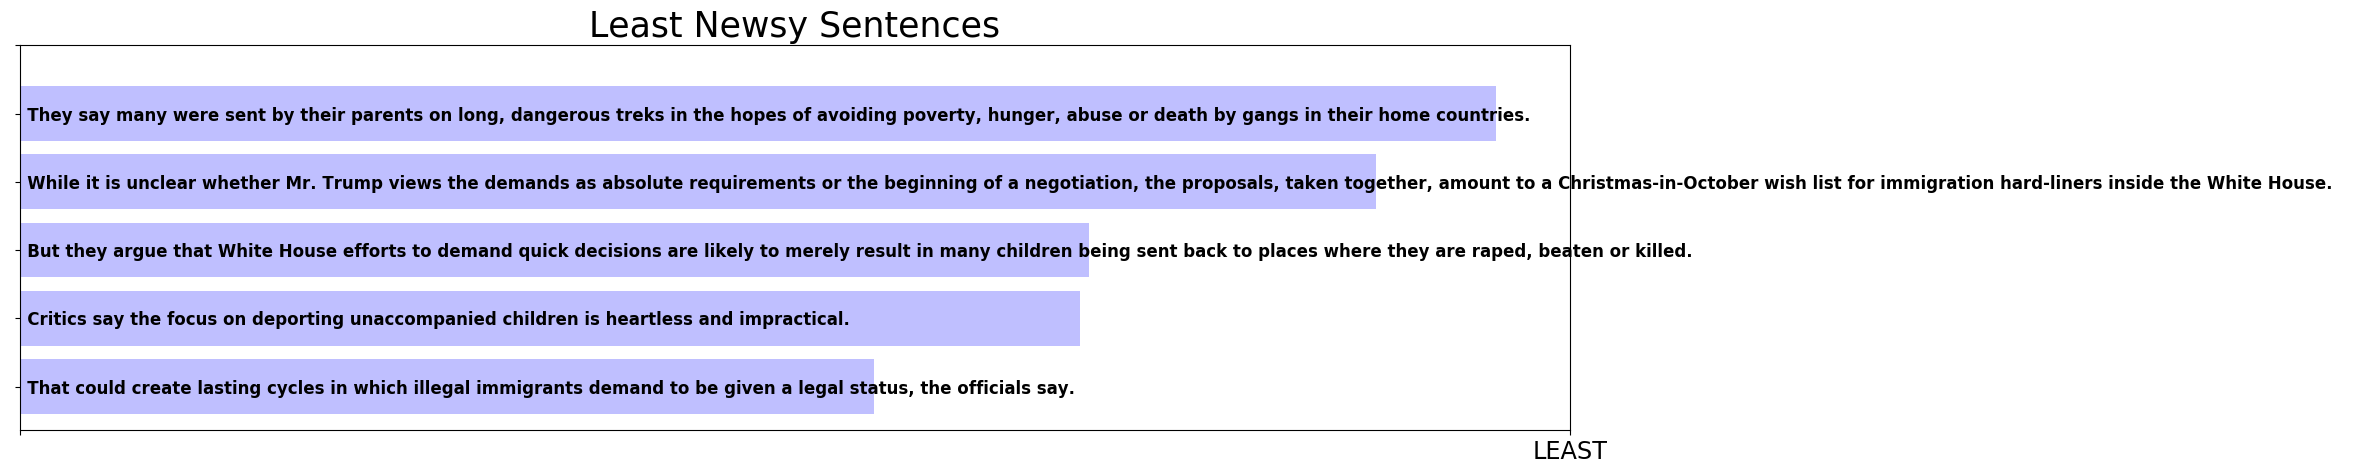 Least Newsy Sentences
They say many were sent by their parents on long, dangerous treks in the hopes of avoiding poverty, hunger, abuse or death by gangs in their home countries.
While it is unclear whether Mr. Trump views the demands as absolute requirements or the beginning of a negotiation, the proposals, taken together, amount to a Christmas-in-October wish list for immigration hard-liners inside the White House.
But they argue that White House efforts to demand quick decisions are likely to merely result in many children being sent back to places where they are raped, beaten or killed.
Critics say the focus on deporting unaccompanied children is heartless and impractical.
That could create lasting cycles in which illegal immigrants demand to be given a legal status, the officials say.
LEAST